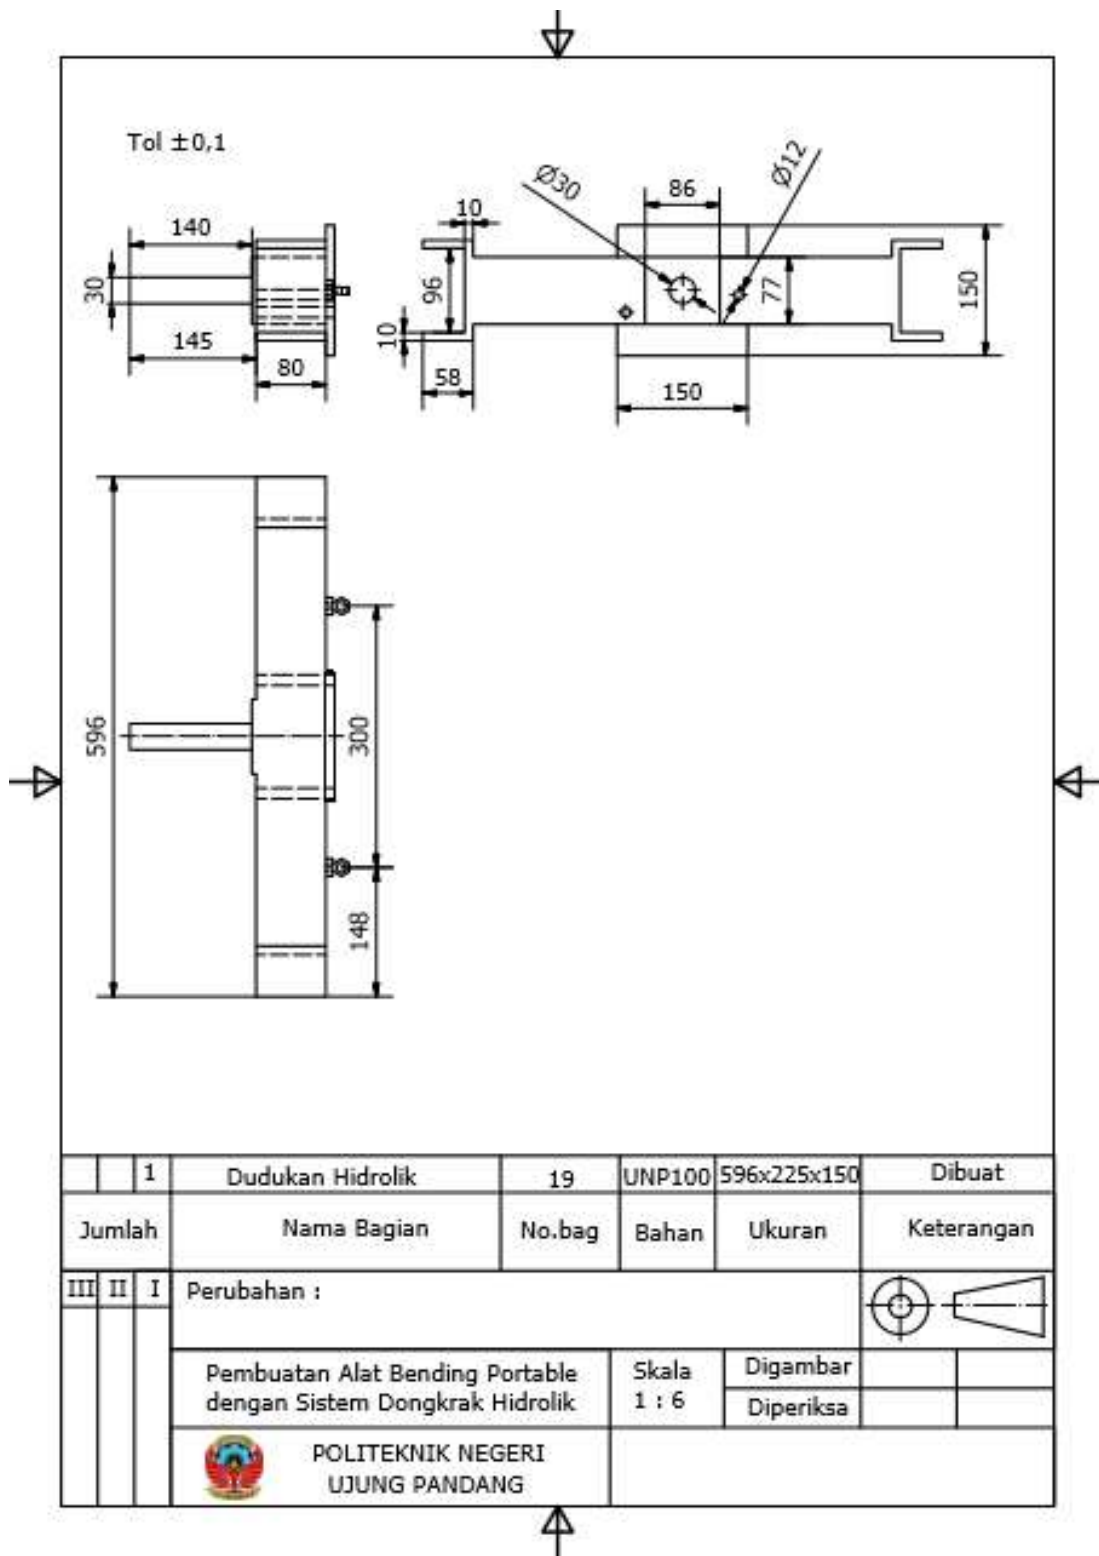 Tol ±0,1
140
30
145
80
Ø30
86
Ø12
10
96
77
150
10
58
150
596
300
148
1 Dudukan Hidrolik 19 UNP100 596x225x150 Dibuat
Jumlah Nama Bagian No.bag Bahan Ukuran Keterangan
III II I Perubahan :
Pembuatan Alat Bending Portable
dengan Sistem Dongkrak Hidrolik
Skala
1 : 6
Digambar
Diperiksa
POLITEKNIK NEGERI
UJUNG PANDANG